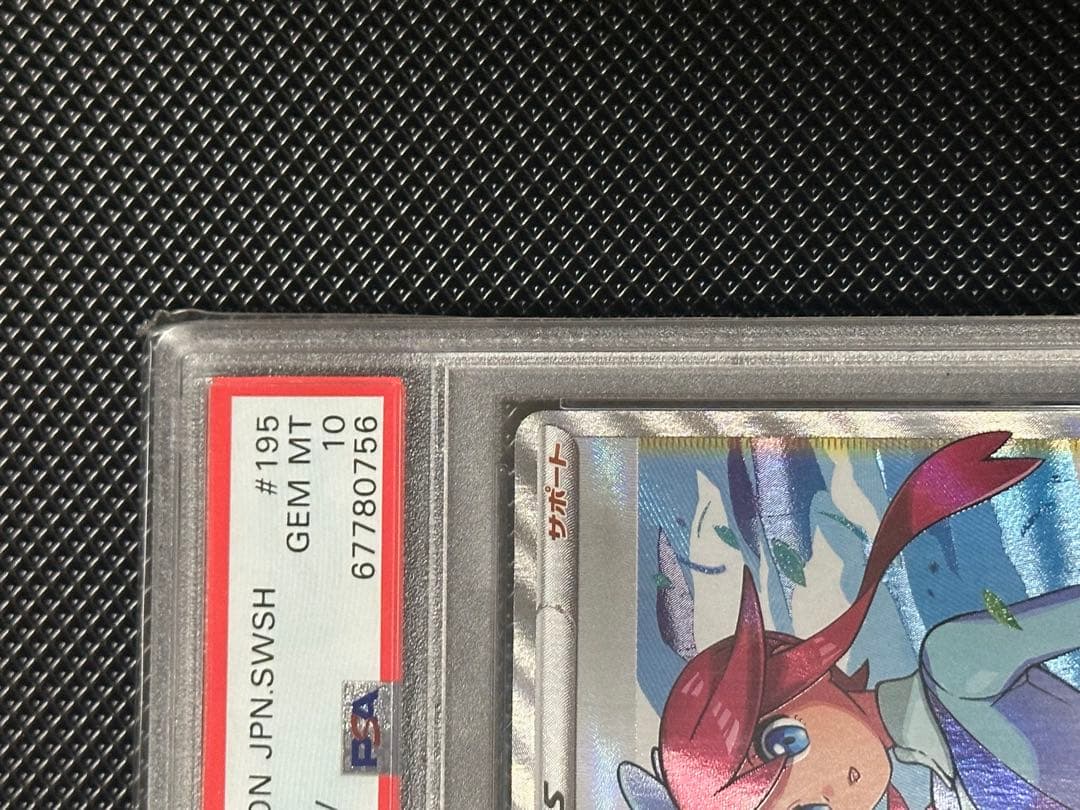 ON JPN.SWSH #195
GEM MT
10
67780756
PSA
サポート